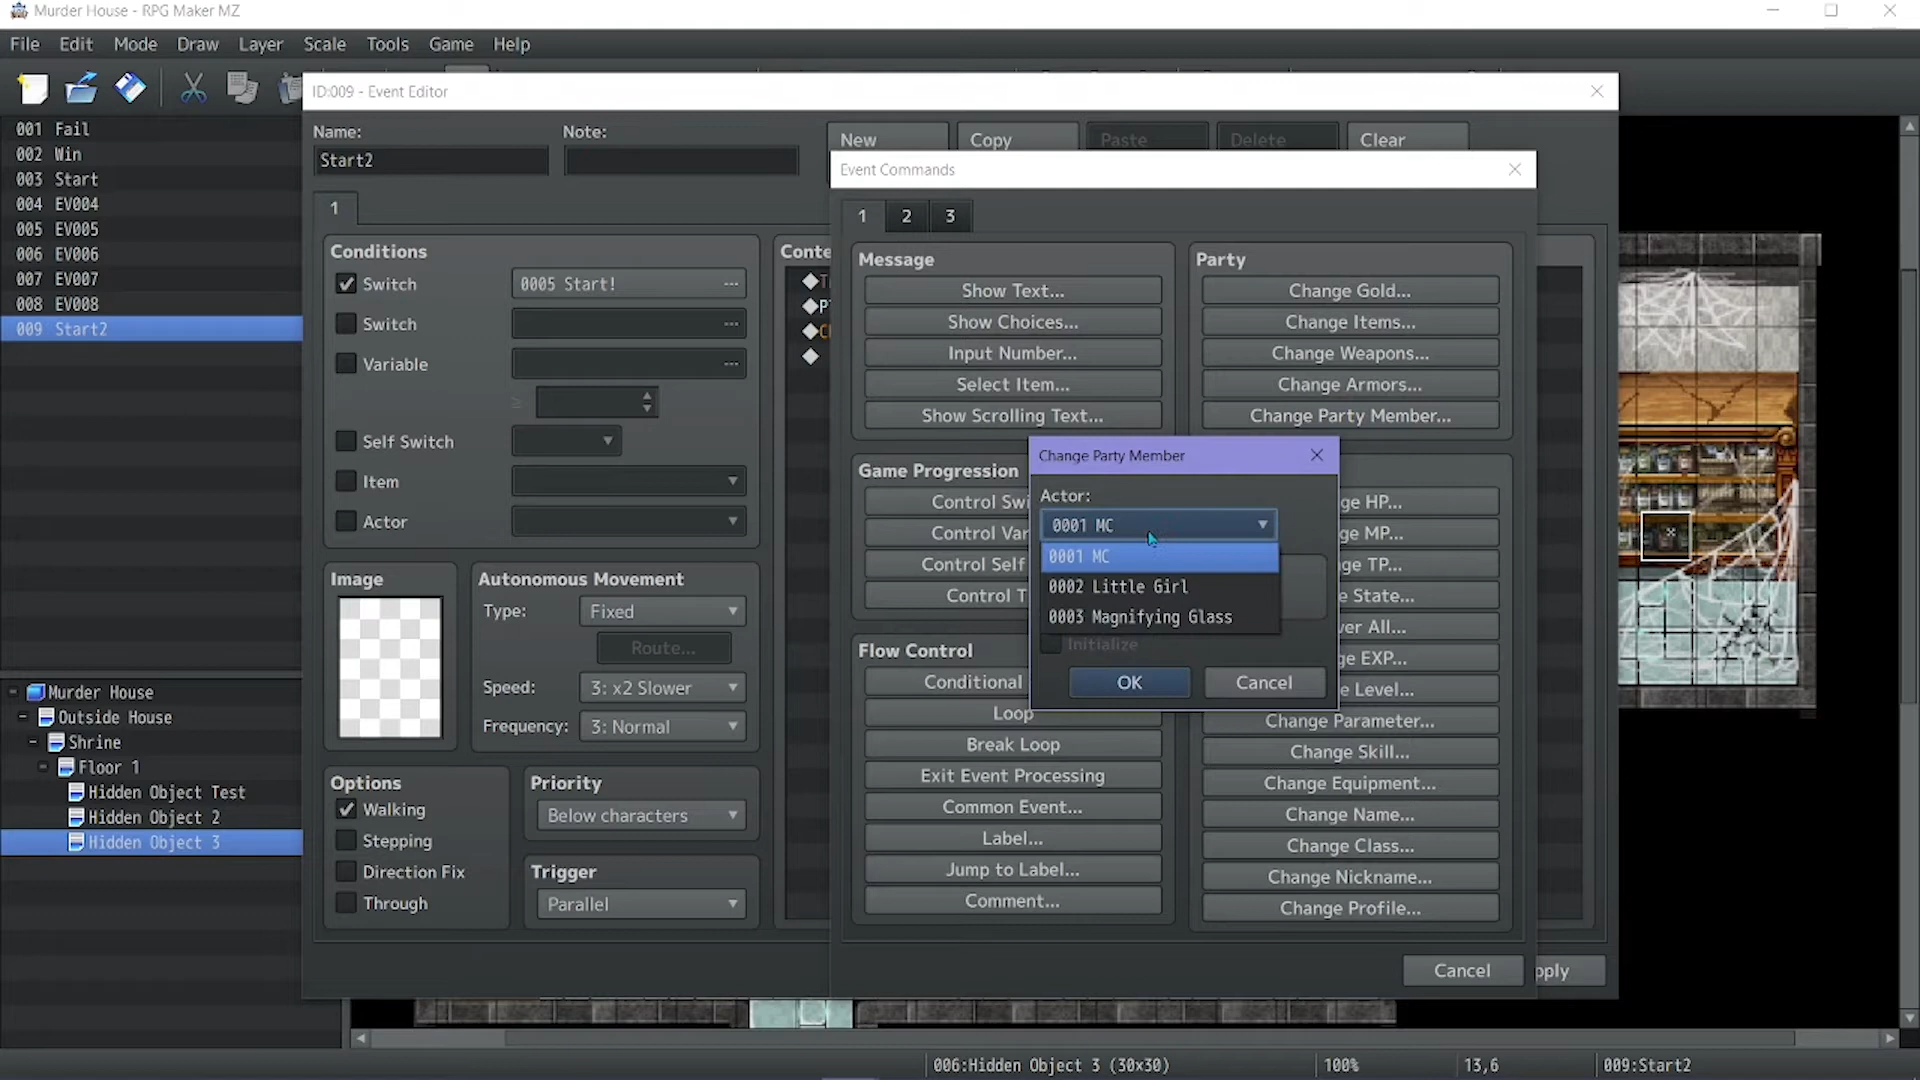 Murder House - RPG Maker MZ
File Edit Mode Draw Layer Scale Tools Game Help
ID:009 - Event Editor
001 Fail
002 Win
003 Start
004 EV004
005 EV005
006 EV006
007 EV007
008 EV008
009 Start2
Murder House
Outside House
Shrine
Floor 1
Hidden Object Test
Hidden Object 2
Hidden Object 3
Name:
Note:
Start2
New
Copy
Paste
Delete
Clear
1
Conditions
Switch
0005 Start!
...
Switch
...
Variable
...
≥
Self Switch
Item
Actor
Image
Autonomous Movement
Type:
Fixed
Route...
Speed:
3: x2 Slower
Frequency:
3: Normal
Options
Walking
Stepping
Direction Fix
Through
Priority
Below characters
Trigger
Parallel
Conte
Event Commands
1 2 3
Message
Show Text...
Show Choices...
Input Number...
Select Item...
Show Scrolling Text...
Game Progression
Control Swi
Control Var
Control Self
Control T
Flow Control
Conditional
Loop
Break Loop
Exit Event Processing
Common Event...
Label...
Jump to Label...
Comment...
Party
Change Gold...
Change Items...
Change Weapons...
Change Armors...
Change Party Member...
ge HP...
ge MP...
ge TP...
e State...
er All...
ge EXP...
e Level...
Change Parameter...
Change Skill...
Change Equipment...
Change Name...
Change Class...
Change Nickname...
Change Profile...
Change Party Member
Actor:
0001 MC
0001 MC
0002 Little Girl
0003 Magnifying Glass
Initialize
OK
Cancel
Cancel
pply
006:Hidden Object 3 (30x30)
100%
13,6
009:Start2